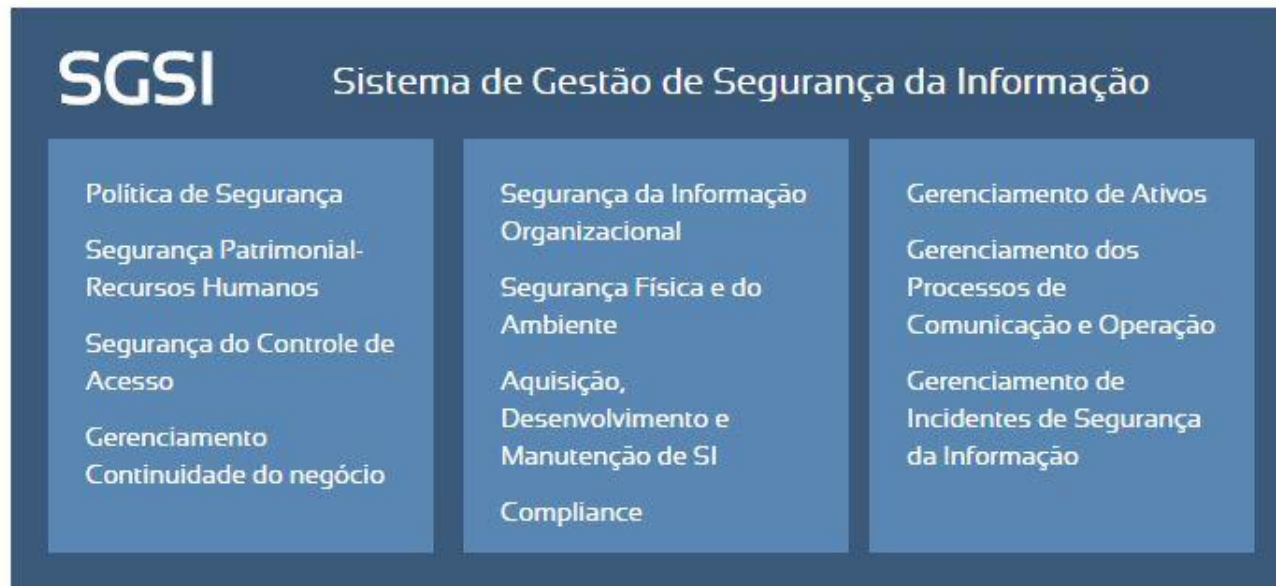 SGSI
Sistema de Gestão de Segurança da Informação
Política de Segurança
Segurança Patrimonial-
Recursos Humanos
Segurança do Controle de
Acesso
Gerenciamento
Continuidade do negócio
Segurança da Informação
Organizacional
Segurança Física e do
Ambiente
Aquisição,
Desenvolvimento e
Manutenção de SI
Compliance
Gerenciamento de Ativos
Gerenciamento dos
Processos de
Comunicação e Operação
Gerenciamento de
Incidentes de Segurança
da Informação